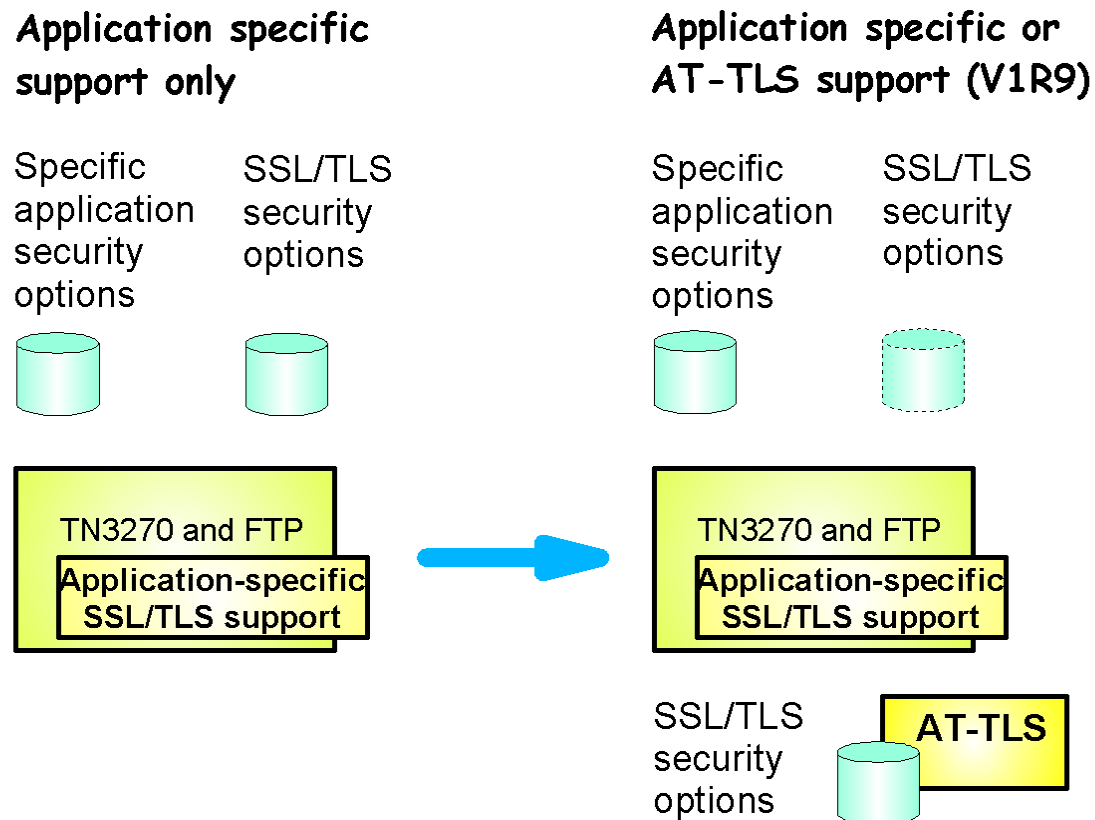 Application specific
support only
Specific
application
security
options
SSL/TLS
security
options
TN3270 and FTP
Application-specific
SSL/TLS support
Application specific or
AT-TLS support (V1R9)
Specific
application
security
options
SSL/TLS
security
options
TN3270 and FTP
Application-specific
SSL/TLS support
SSL/TLS
security
options
AT-TLS